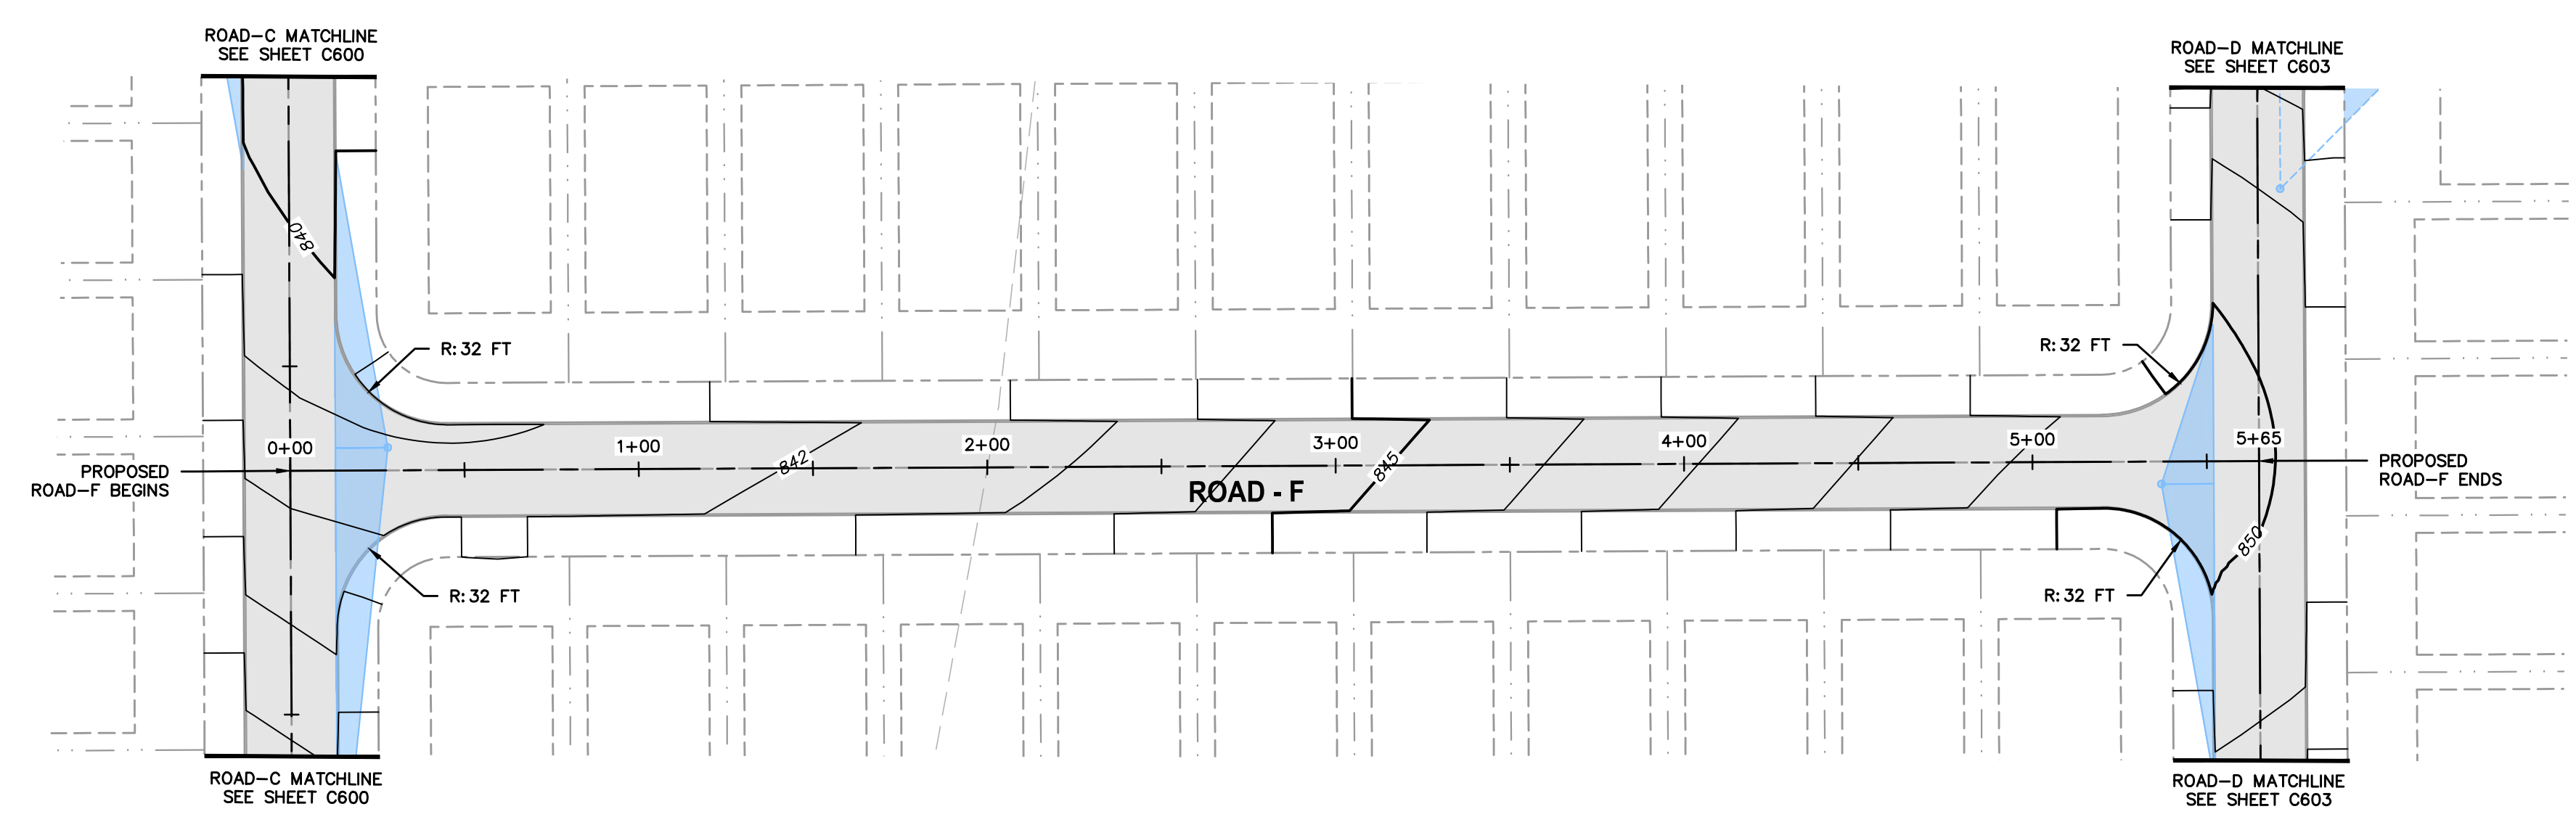 ROAD-C MATCHLINE
SEE SHEET C600
ROAD-D MATCHLINE
SEE SHEET C603
840
R: 32 FT
R: 32 FT
0+00
1+00
2+00
3+00
4+00
5+00
5+65
842
845
PROPOSED
ROAD-F BEGINS
PROPOSED
ROAD-F ENDS
ROAD - F
850
R: 32 FT
R: 32 FT
ROAD-C MATCHLINE
SEE SHEET C600
ROAD-D MATCHLINE
SEE SHEET C603